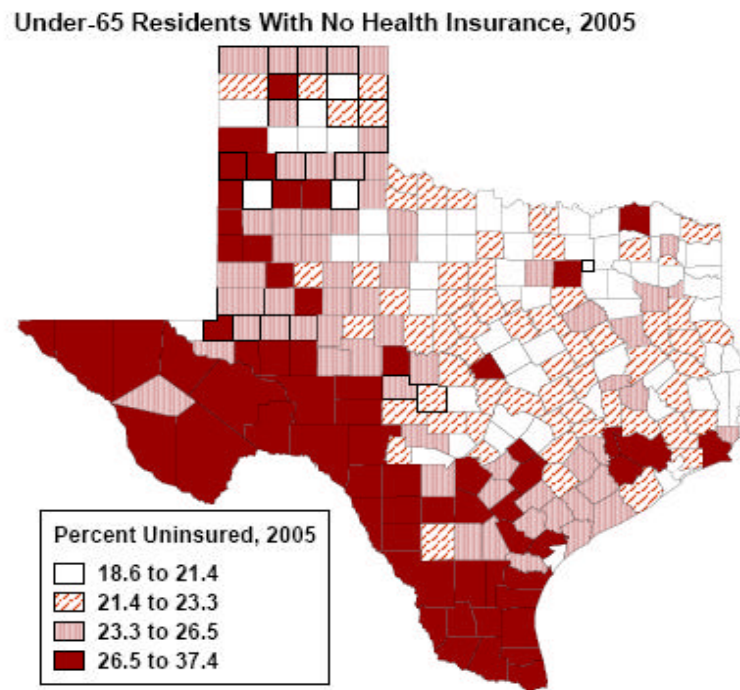 Under-65 Residents With No Health Insurance, 2005
Percent Uninsured, 2005
18.6 to 21.4
21.4 to 23.3
23.3 to 26.5
26.5 to 37.4